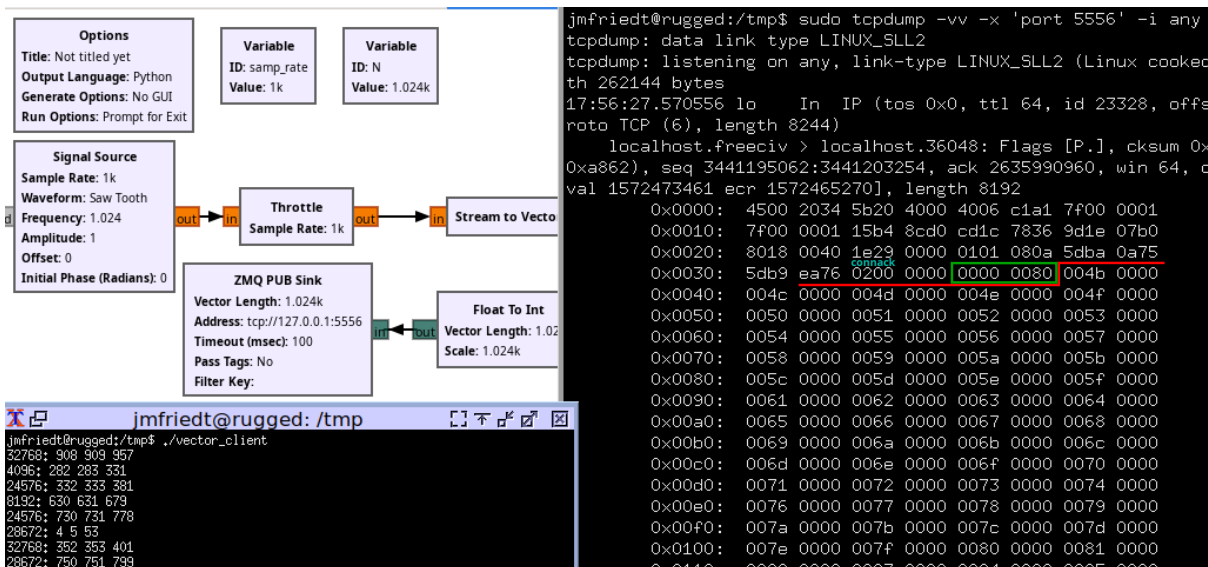 Options
Title: Not titled yet
Output Language: Python
Generate Options: No GUI
Run Options: Prompt for Exit
Variable
ID: samp_rate
Value: 1k
Variable
ID: N
Value: 1.024k
Signal Source
Sample Rate: 1k
Waveform: Saw Tooth
Frequency: 1.024
Amplitude: 1
Offset: 0
Initial Phase (Radians): 0
out
in
Throttle
Sample Rate: 1k
out
in
Stream to Vecto
ZMQ PUB Sink
Vector Length: 1.024k
Address: tcp://127.0.0.1:5556
Timeout (msec): 100
Pass Tags: No
Filter Key:
in
out
Float To Int
Vector Length: 1.02
Scale: 1.024k
jmfriedt@rugged: /tmp
jmfriedt@rugged:/tmp$ ./vector_client
32768: 908 909 957
4096: 282 283 331
24576: 332 333 381
8192: 630 631 679
24576: 730 731 778
28672: 4 5 53
32768: 352 353 401
28672: 750 751 799
jmfriedt@rugged:/tmp$ sudo tcpdump -vv -x 'port 5556' -i any
tcpdump: data link type LINUX_SLL2
tcpdump: listening on any, link-type LINUX_SLL2 (Linux cooked
th 262144 bytes
17:56:27.570556 lo    In  IP (tos 0x0, ttl 64, id 23328, offs
roto TCP (6), length 8244)
localhost.freeciv > localhost.36048: Flags [P.], cksum 0x
0xa862), seq 3441195062:3441203254, ack 2635990960, win 64, o
val 1572473461 ecr 1572465270], length 8192
0x0000:  4500 2034 5b20 4000 4006 c1a1 7f00 0001
0x0010:  7f00 0001 15b4 8cd0 cd1c 7836 9d1e 07b0
0x0020:  8018 0040 1e29 0000 0101 080a 5dba 0a75
connack
0x0030:  5db9 ea76 0200 0000 0000 0080 004b 0000
0x0040:  004c 0000 004d 0000 004e 0000 004f 0000
0x0050:  0050 0000 0051 0000 0052 0000 0053 0000
0x0060:  0054 0000 0055 0000 0056 0000 0057 0000
0x0070:  0058 0000 0059 0000 005a 0000 005b 0000
0x0080:  005c 0000 005d 0000 005e 0000 005f 0000
0x0090:  0060 0000 0061 0000 0062 0000 0063 0000 0064 0000
0x00a0:  0065 0000 0066 0000 0067 0000 0068 0000
0x00b0:  0069 0000 006a 0000 006b 0000 006c 0000
0x00c0:  006d 0000 006e 0000 006f 0000 0070 0000
0x00d0:  0071 0000 0072 0000 0073 0000 0074 0000
0x00e0:  0076 0000 0077 0000 0078 0000 0079 0000
0x00f0:  007a 0000 007b 0000 007c 0000 007d 0000
0x0100:  007e 0000 007f 0000 0080 0000 0081 0000